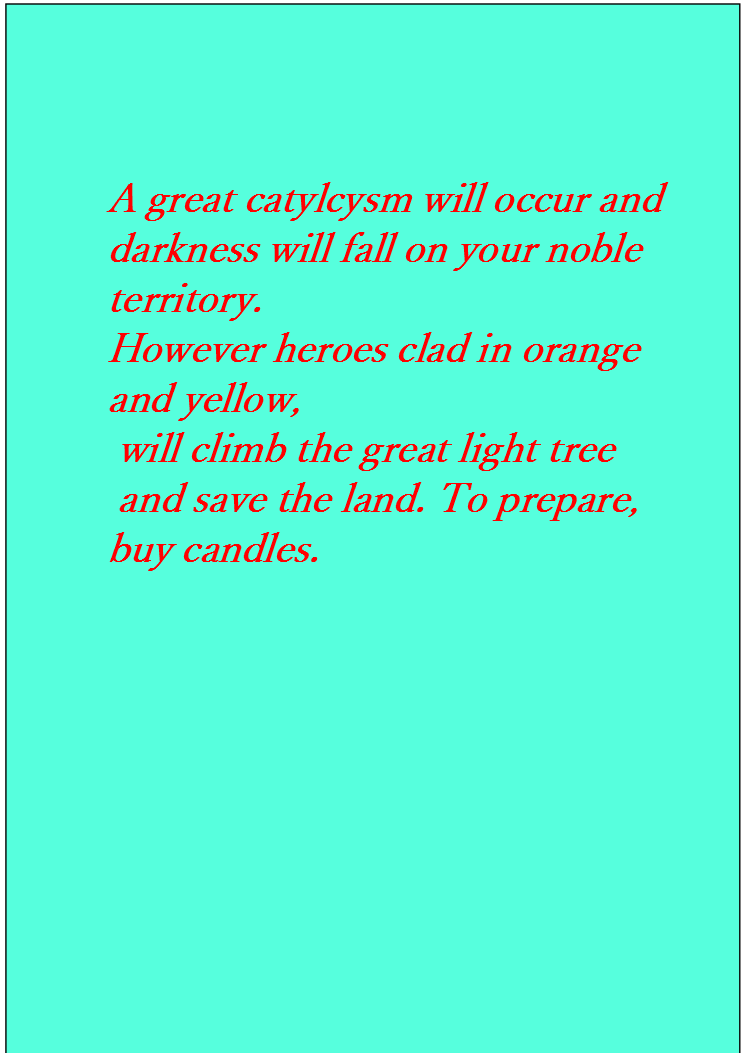 A great catylcysm will occur and
darkness will fall on your noble
territory.
However heroes clad in orange
and yellow,
will climb the great light tree
and save the land. To prepare,
buy candles.